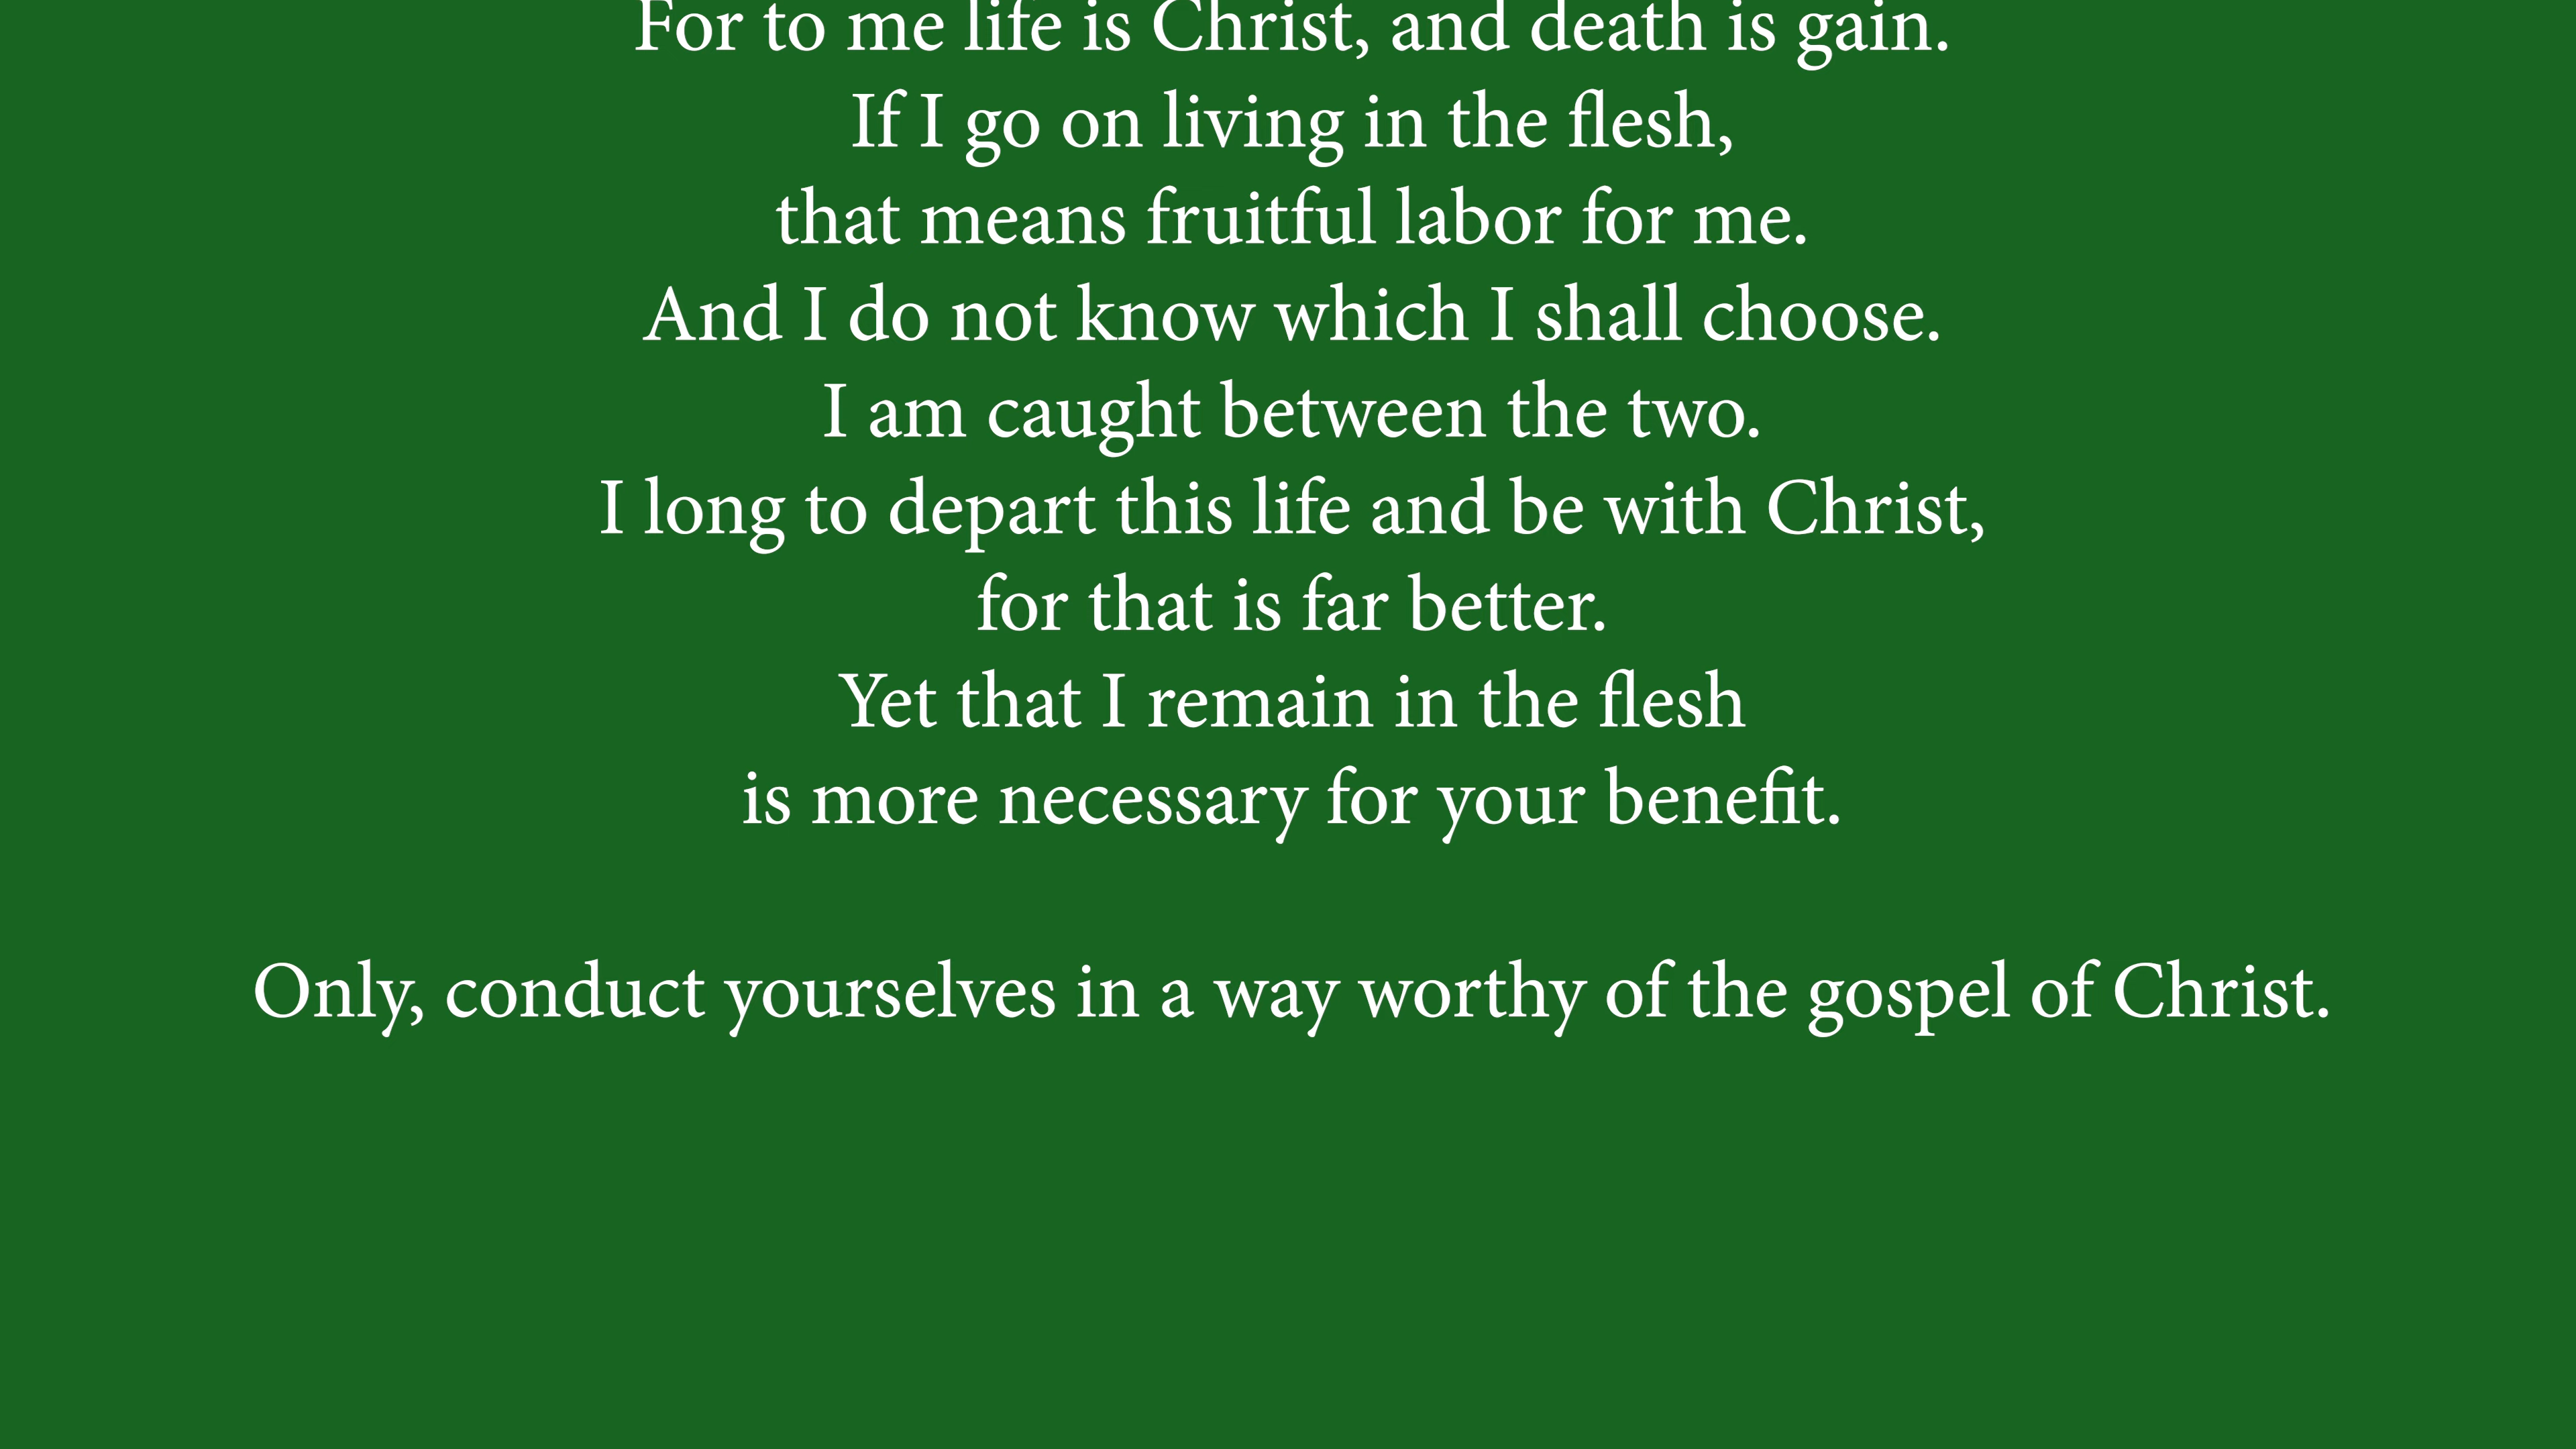 For to me life is Christ, and death is gain.
If I go on living in the flesh,
that means fruitful labor for me.
And I do not know which I shall choose.
I am caught between the two.
I long to depart this life and be with Christ,
for that is far better.
Yet that I remain in the flesh
is more necessary for your benefit.
Only, conduct yourselves in a way worthy of the gospel of Christ.